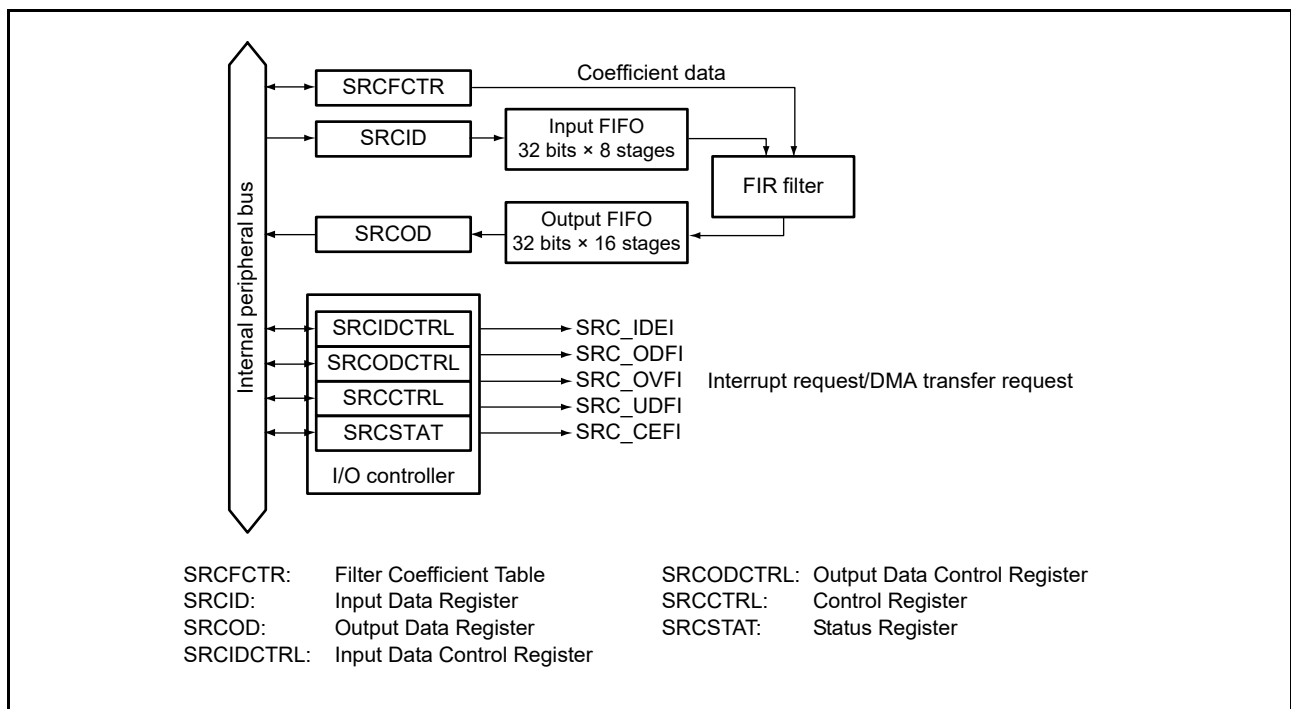 Internal peripheral bus
SRCFCTR
Coefficient data
SRCID
Input FIFO
32 bits × 8 stages
FIR filter
SRCOD
Output FIFO
32 bits × 16 stages
SRCIDCTRL
SRCODCTRL
SRCCTRL
SRCSTAT
I/O controller
SRC_IDEI
SRC_ODFI
SRC_OVFI
SRC_UDFI
SRC_CEFI
Interrupt request/DMA transfer request
SRCFCTR: Filter Coefficient Table
SRCID: Input Data Register
SRCOD: Output Data Register
SRCIDCTRL: Input Data Control Register
SRCODCTRL: Output Data Control Register
SRCCTRL: Control Register
SRCSTAT: Status Register